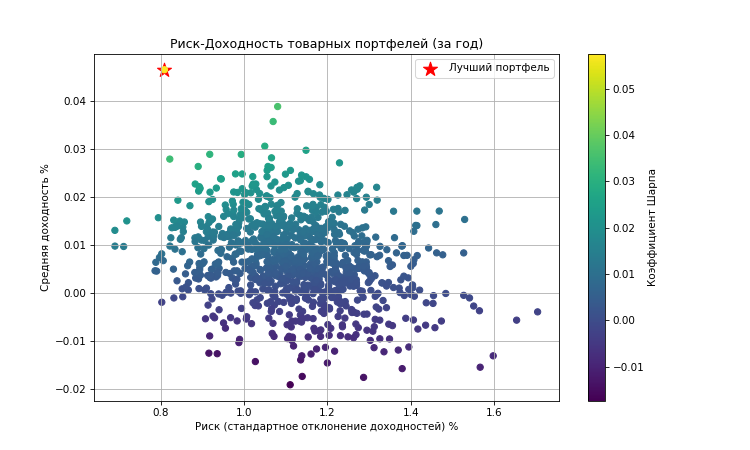 Риск-Доходность товарных портфелей (за год)
Лучший портфель
Средняя доходность %
0.04
0.03
0.02
0.01
0.00
−0.01
−0.02
0.8 1.0 1.2 1.4 1.6
Риск (стандартное отклонение доходностей) %
0.05
0.04
0.03
0.02
0.01
0.00
−0.01
Коэффициент Шарпа